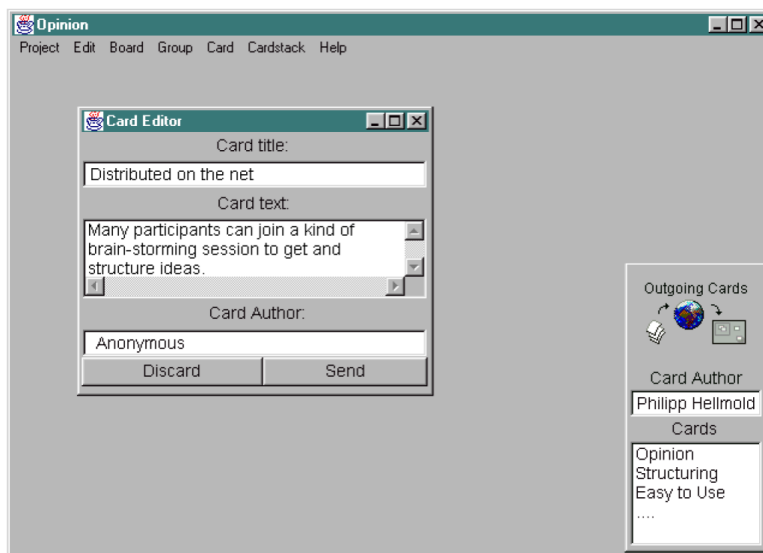 Opinion
Project Edit Board Group Card Cardstack Help
Card Editor
Card title:
Distributed on the net
Card text:
Many participants can join a kind of
brain-storming session to get and
structure ideas.
Card Author:
Anonymous
Discard Send
Outgoing Cards
Card Author
Philipp Hellmold
Cards
Opinion
Structuring
Easy to Use
....